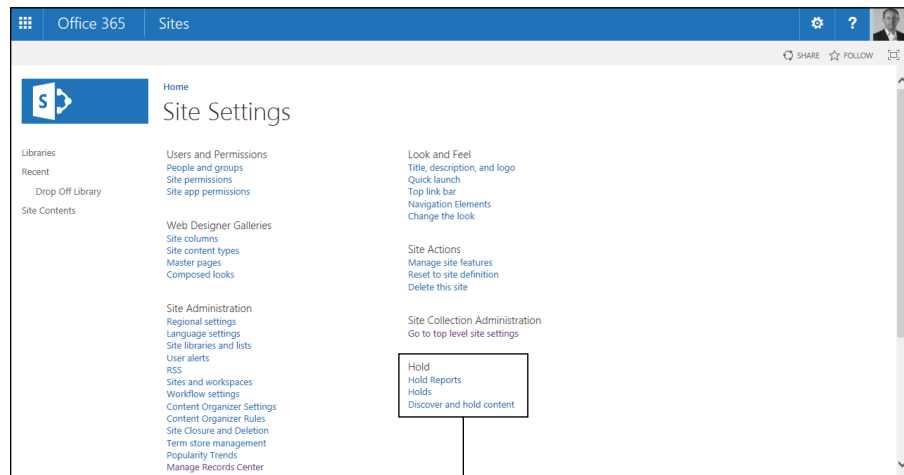 Office 365
Sites
?
SHARE
FOLLOW
S
Home
Site Settings
Libraries
Recent
Drop Off Library
Site Contents
Users and Permissions
People and groups
Site permissions
Site app permissions
Web Designer Galleries
Site columns
Site content types
Master pages
Composed looks
Site Administration
Regional settings
Language settings
Site libraries and lists
User alerts
RSS
Sites and workspaces
Workflow settings
Content Organizer Settings
Content Organizer Rules
Site Closure and Deletion
Term store management
Popularity Trends
Manage Records Center
Look and Feel
Title, description, and logo
Quick launch
Top link bar
Navigation Elements
Change the look
Site Actions
Manage site features
Reset to site definition
Delete this site
Site Collection Administration
Go to top level site settings
Hold
Hold Reports
Holds
Discover and hold content